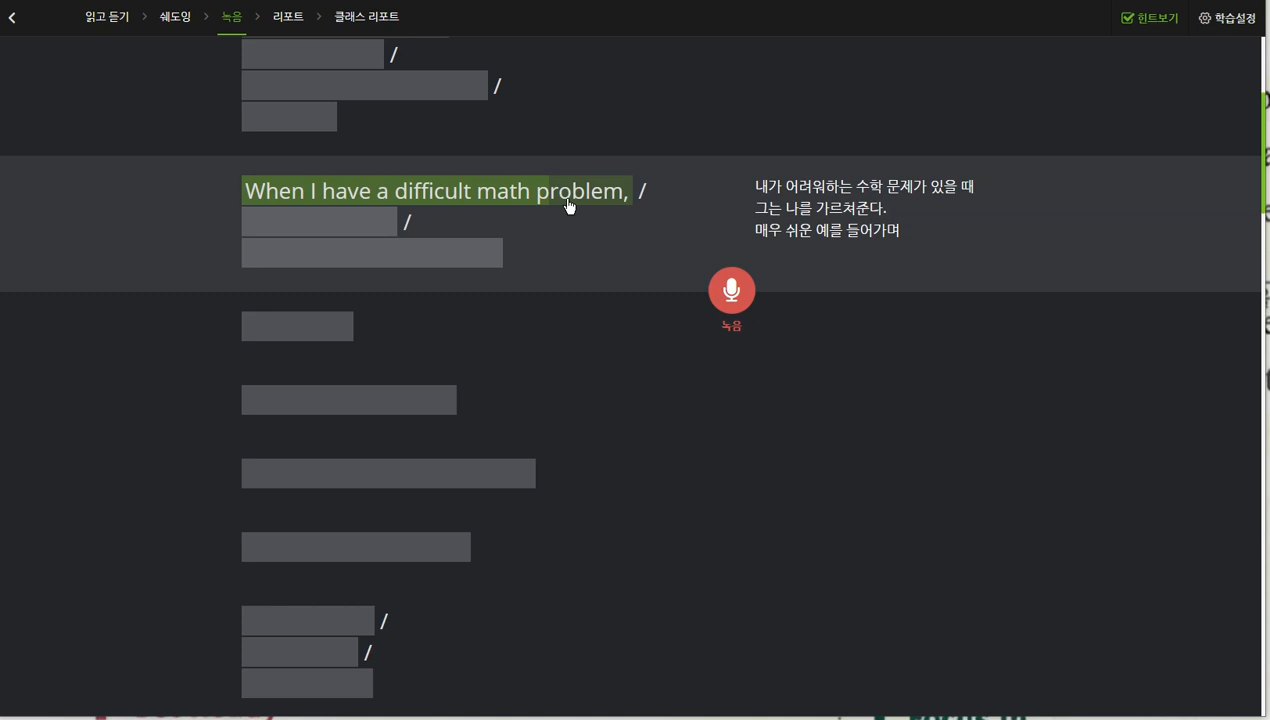 읽고 듣기 > 쉐도잉 > 녹음 > 리포트 > 클래스 리포트
힌트보기
학습설정
/
/
When I have a difficult math problem, /
/
내가 어려워하는 수학 문제가 있을 때
그는 나를 가르쳐준다.
매우 쉬운 예를 들어가며
녹음
/
/